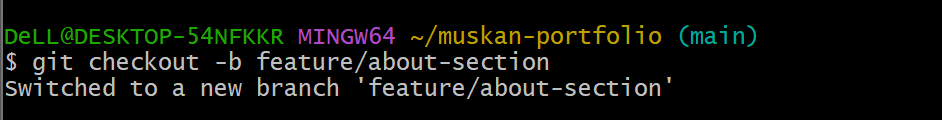 DeLL@DESKTOP-54NFKKR MINGW64 ~/muskan-portfolio (main)
$ git checkout -b feature/about-section
Switched to a new branch 'feature/about-section'